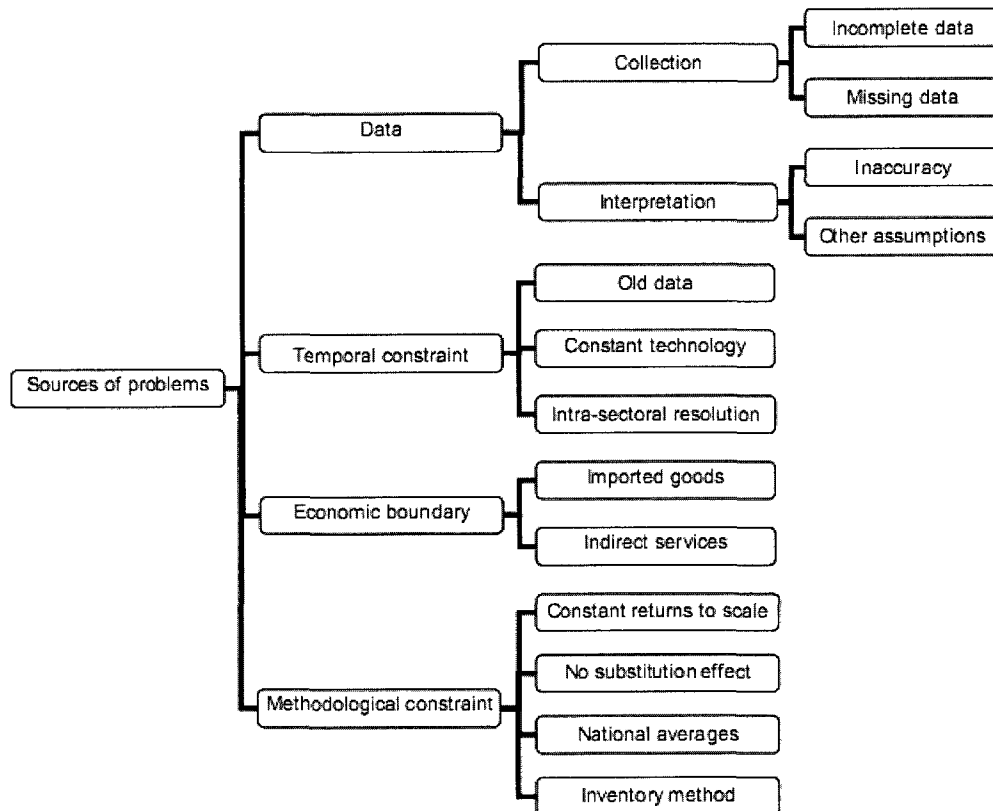 Sources of problems
Data
Collection
Incomplete data
Missing data
Interpretation
Inaccuracy
Other assumptions
Temporal constraint
Old data
Constant technology
Intra-sectoral resolution
Economic boundary
Imported goods
Indirect services
Methodological constraint
Constant returns to scale
No substitution effect
National averages
Inventory method